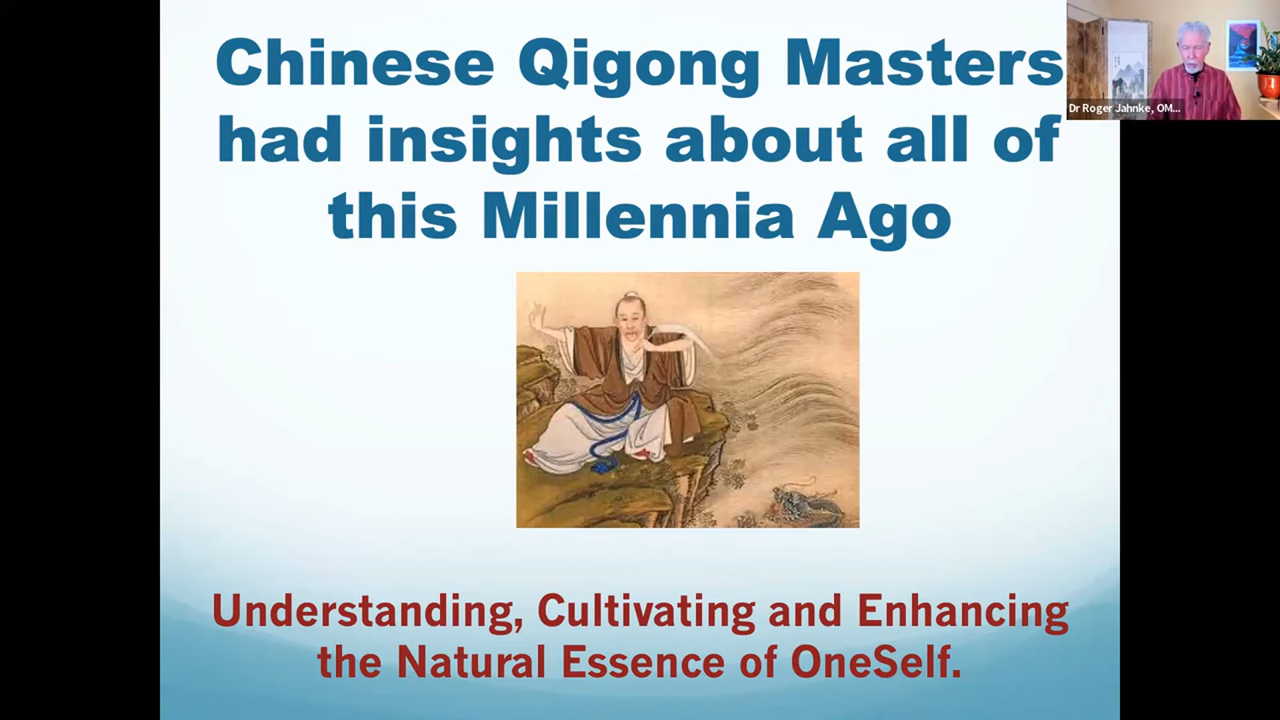 Chinese Qigong Masters
had insights about all of
this Millennia Ago
Dr Roger Jahnke, OM...
Understanding, Cultivating and Enhancing
the Natural Essence of OneSelf.